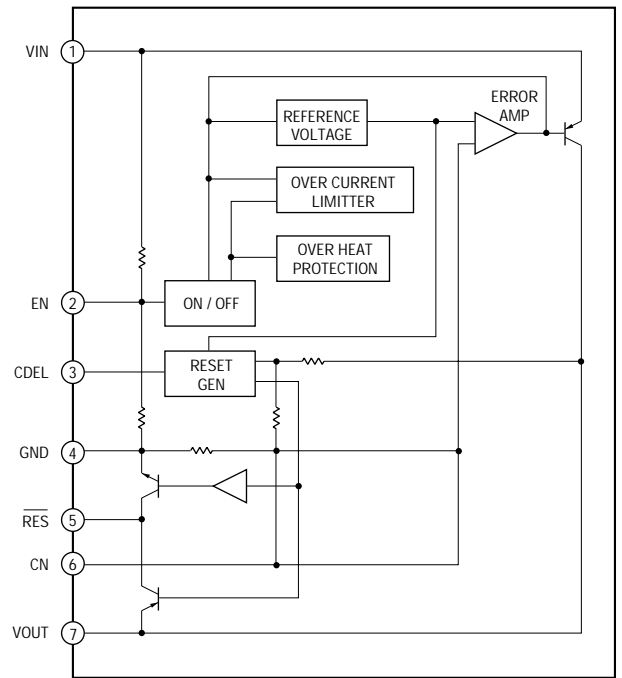 VIN 1
ERROR
AMP
REFERENCE
VOLTAGE
OVER CURRENT
LIMITTER
OVER HEAT
PROTECTION
EN 2
ON / OFF
CDEL 3
RESET
GEN
GND 4
RES 5
CN 6
VOUT 7